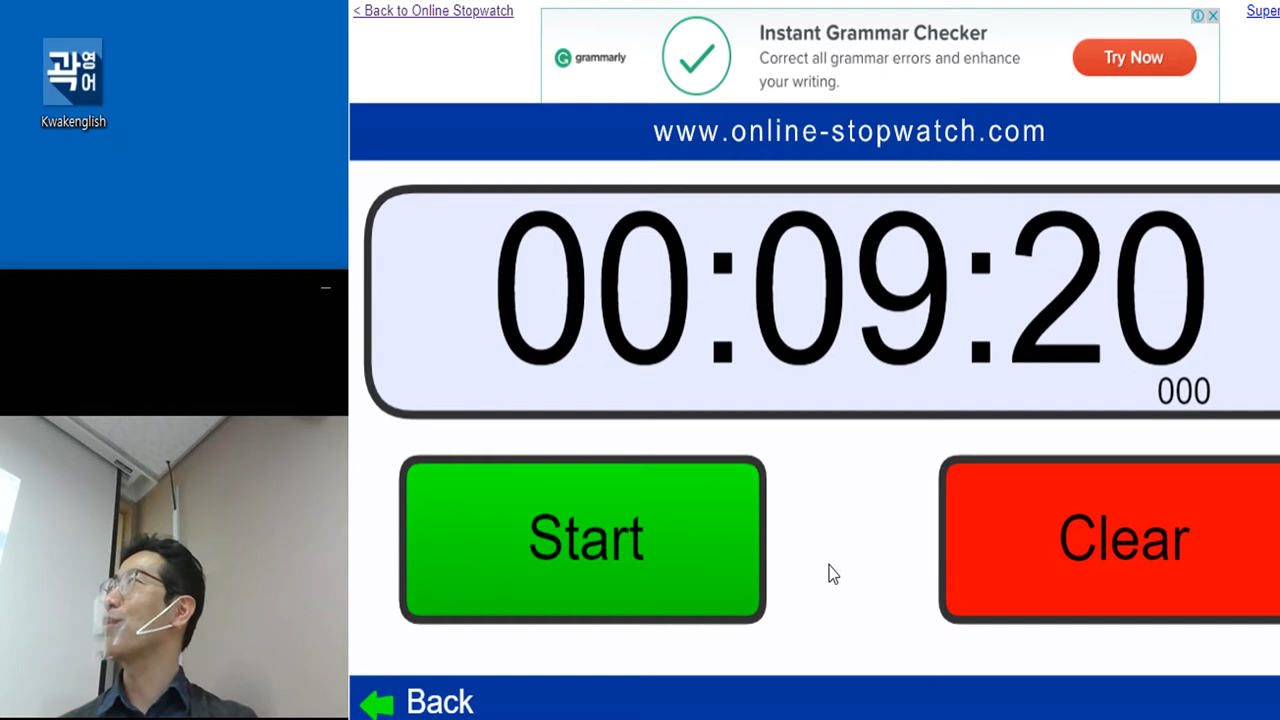 곽영어
Kwakenglish
< Back to Online Stopwatch
grammarly
Instant Grammar Checker
Correct all grammar errors and enhance
your writing.
Try Now
Super
www.online-stopwatch.com
00:09:20
000
Start
Clear
Back